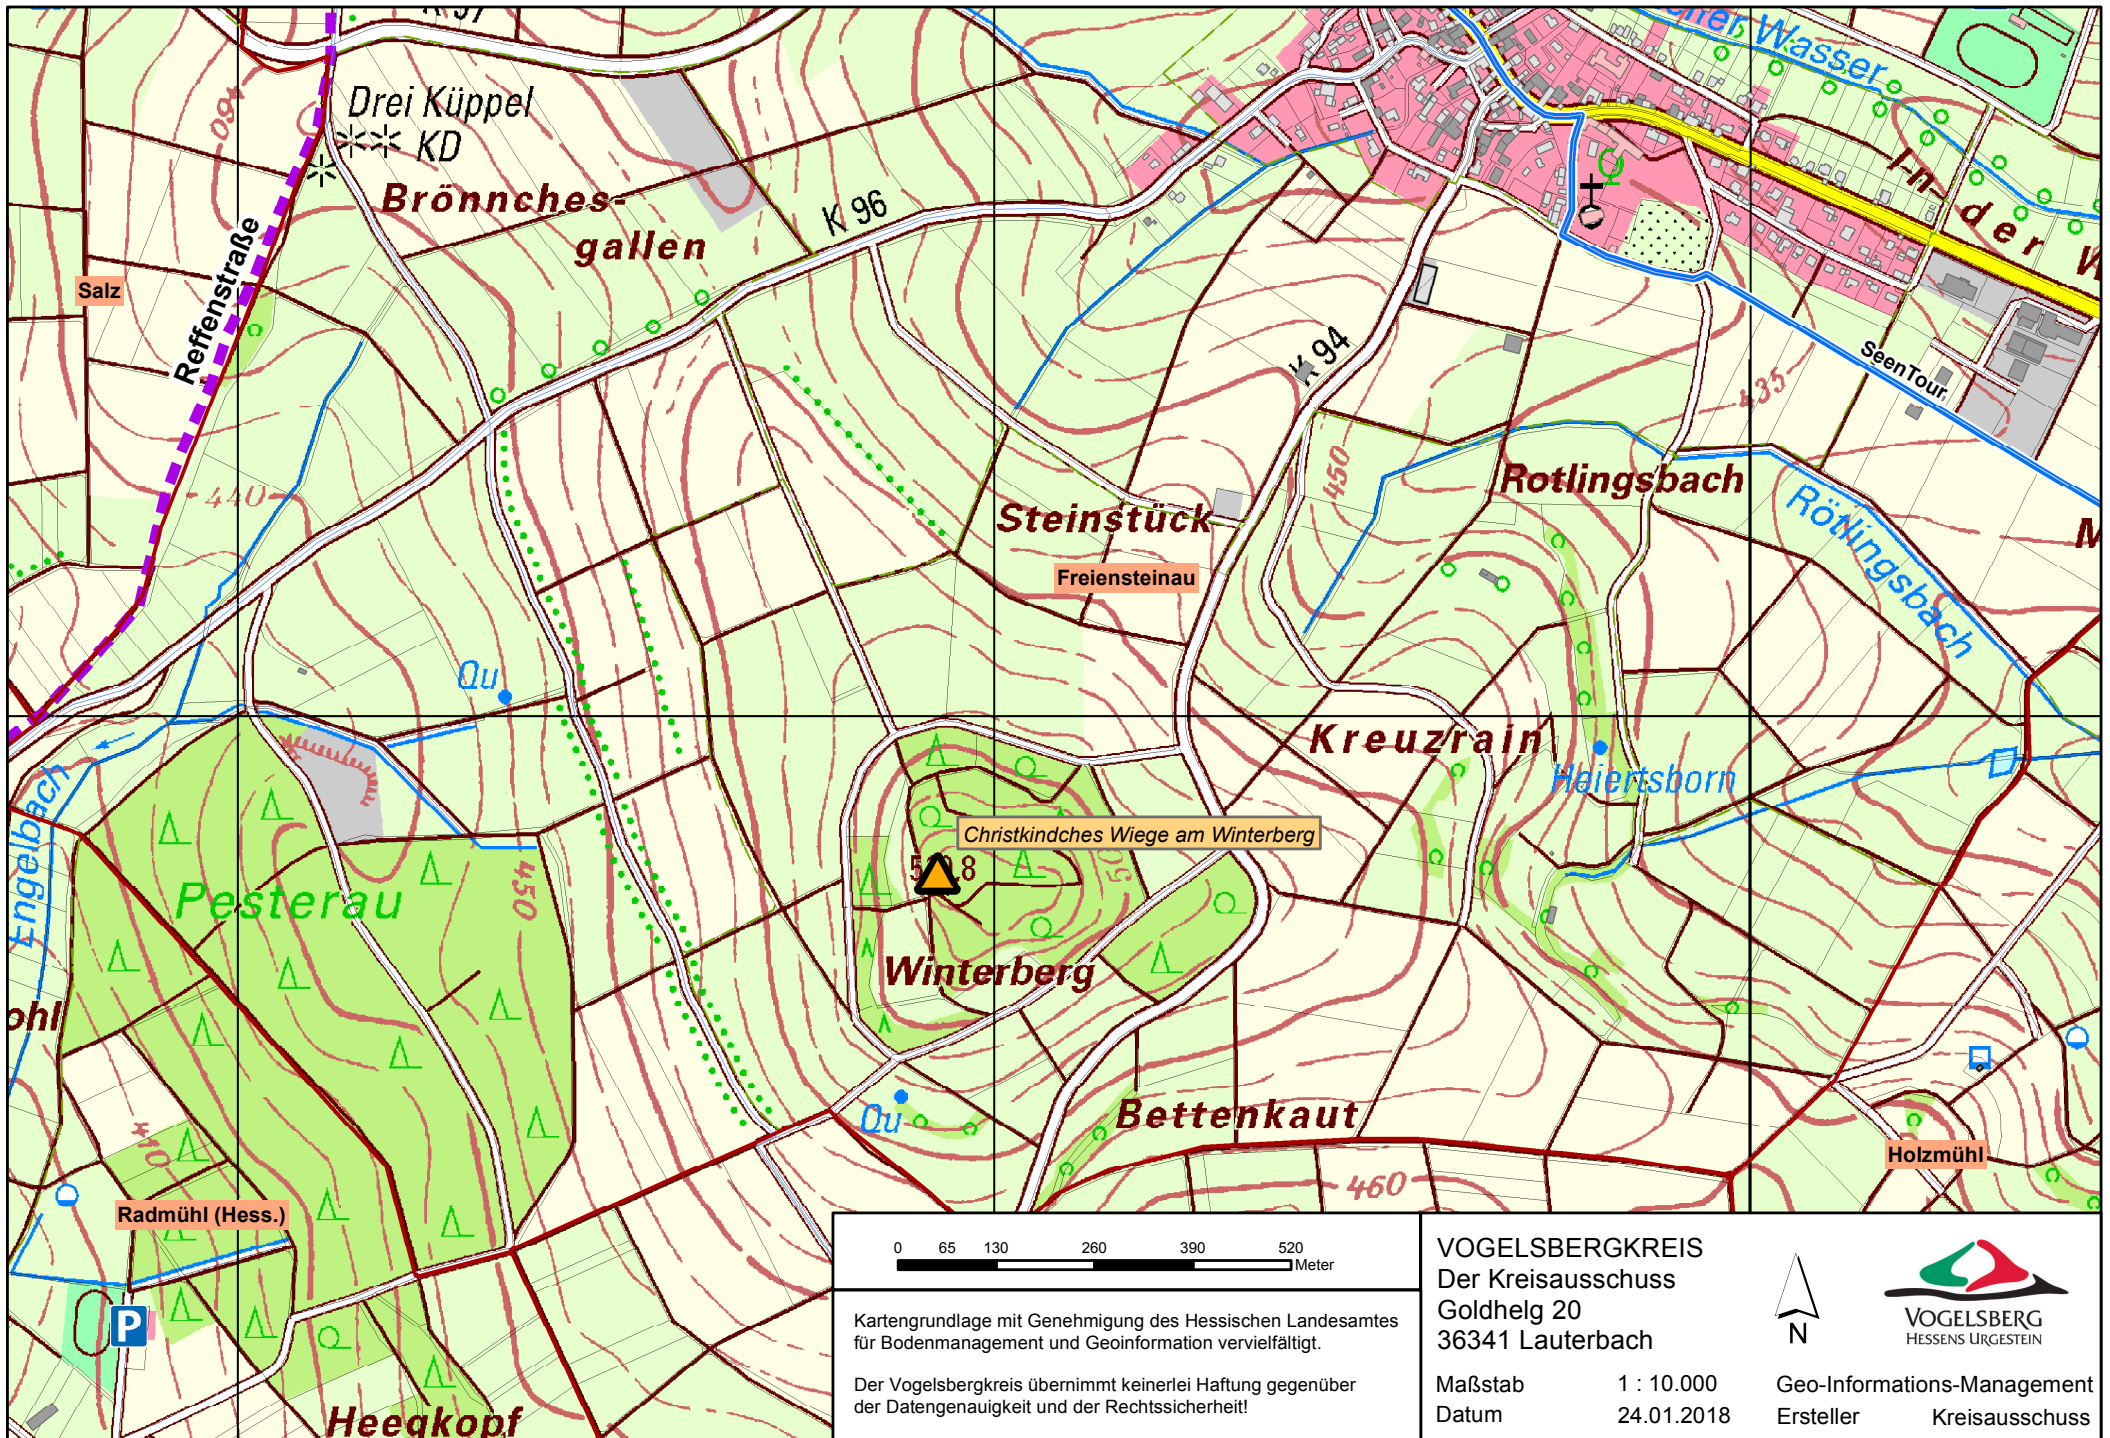 K 37
Drei Küppel
KD
460
Brönnches-
gallen
K 96
Wasser
In
der
Salz
Reffenstraße
K 94
SeenTour
435
440
450
Rotlingsbach
Rötlingsbach
Steinstück
Freiensteinau
Qu
Kreuzrain
Heiertsborn
Engelbach
Christkindches Wiege am Winterberg
Pesterau
450
Winterberg
Qu
Bettenkaut
410
460
Holzmühl
Radmühl (Hess.)
P
Heegkopf
0 65 130 260 390 520
Meter
Kartengrundlage mit Genehmigung des Hessischen Landesamtes
für Bodenmanagement und Geoinformation vervielfältigt.
Der Vogelsbergkreis übernimmt keinerlei Haftung gegenüber
der Datengenauigkeit und der Rechtssicherheit!
VOGELSBERGKREIS
Der Kreisausschuss
Goldhelg 20
36341 Lauterbach
N
VOGELSBERG
HESSENS URGESTEIN
Maßstab 1 : 10.000
Datum 24.01.2018
Geo-Informations-Management
Ersteller Kreisausschuss